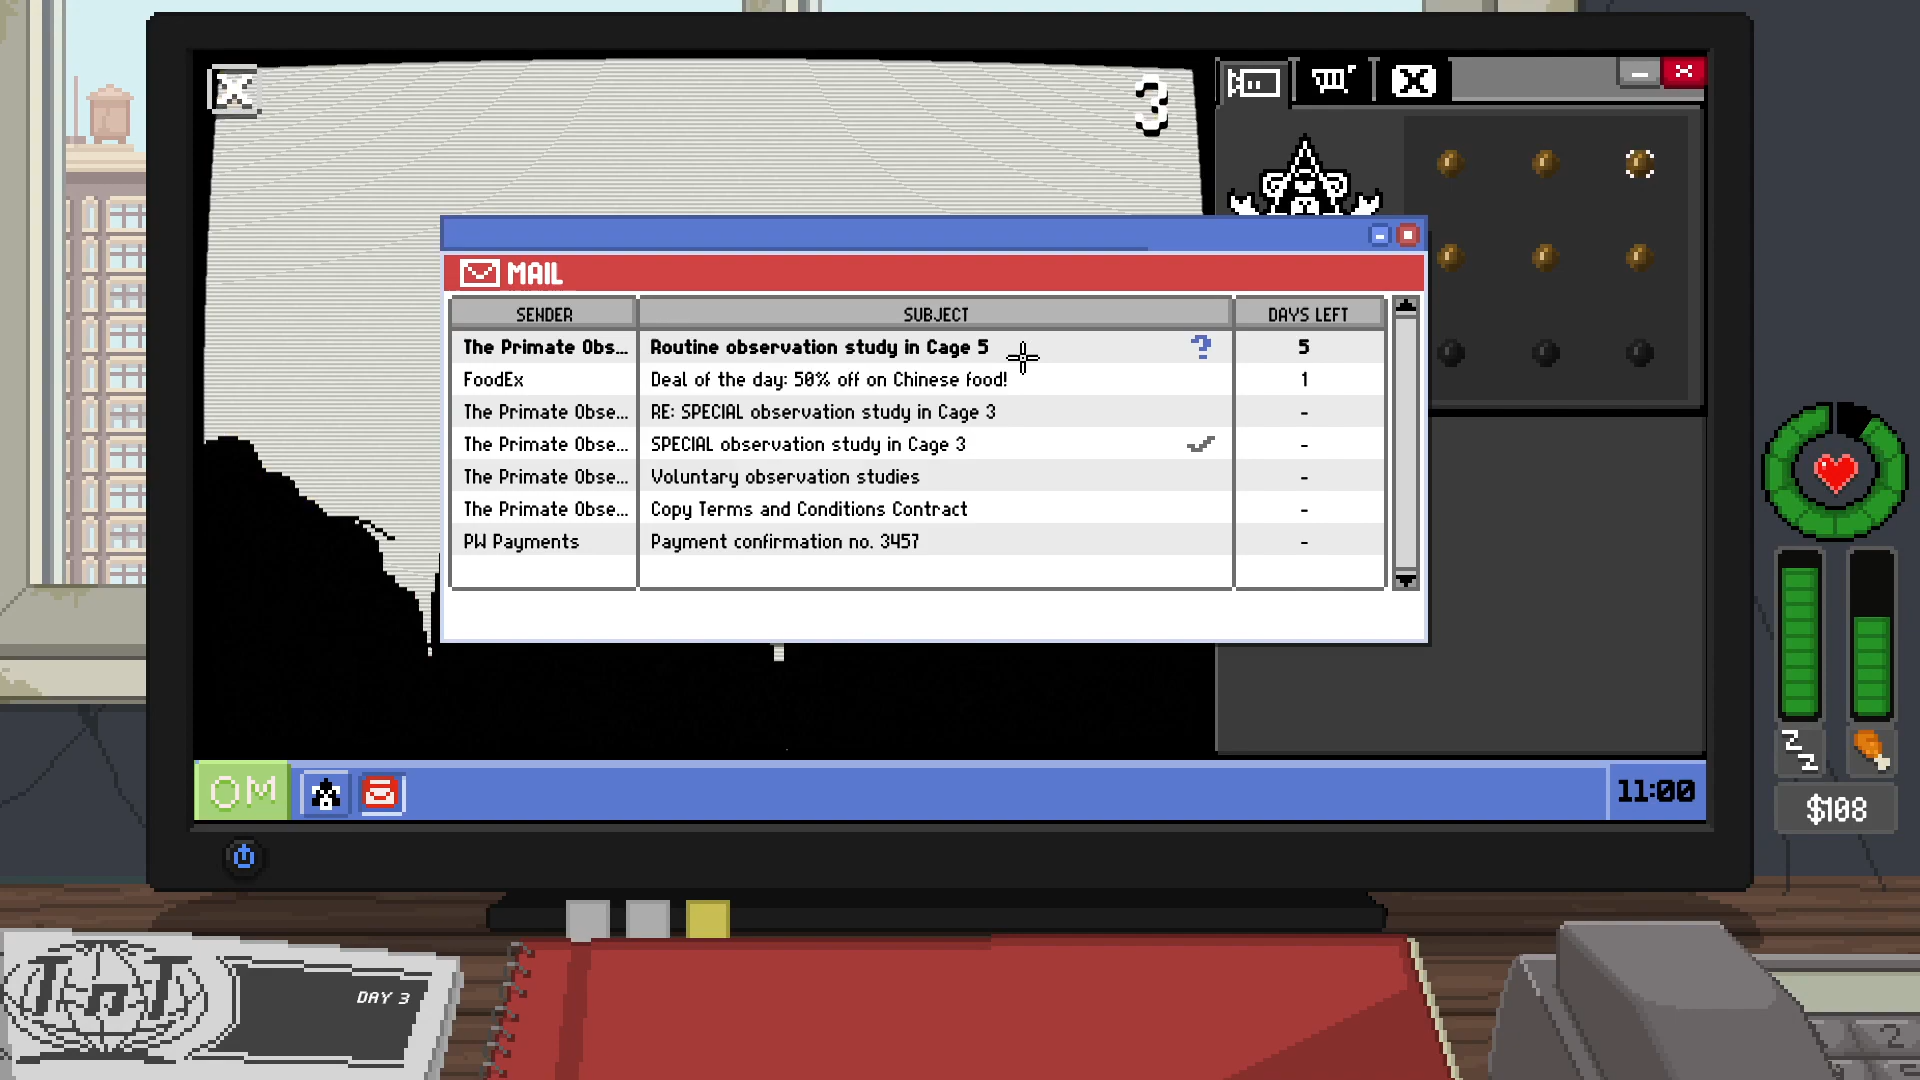 3
MAIL
SENDER SUBJECT DAYS LEFT
The Primate Obs... Routine observation study in Cage 5 ? 5
FoodEx Deal of the day: 50% off on Chinese food! 1
The Primate Obse... RE: SPECIAL observation study in Cage 3 -
The Primate Obse... SPECIAL observation study in Cage 3 -
The Primate Obse... Voluntary observation studies -
The Primate Obse... Copy Terms and Conditions Contract -
PW Payments Payment confirmation no. 3457 -
OM
11:00
$108
TnT
DAY 3
2